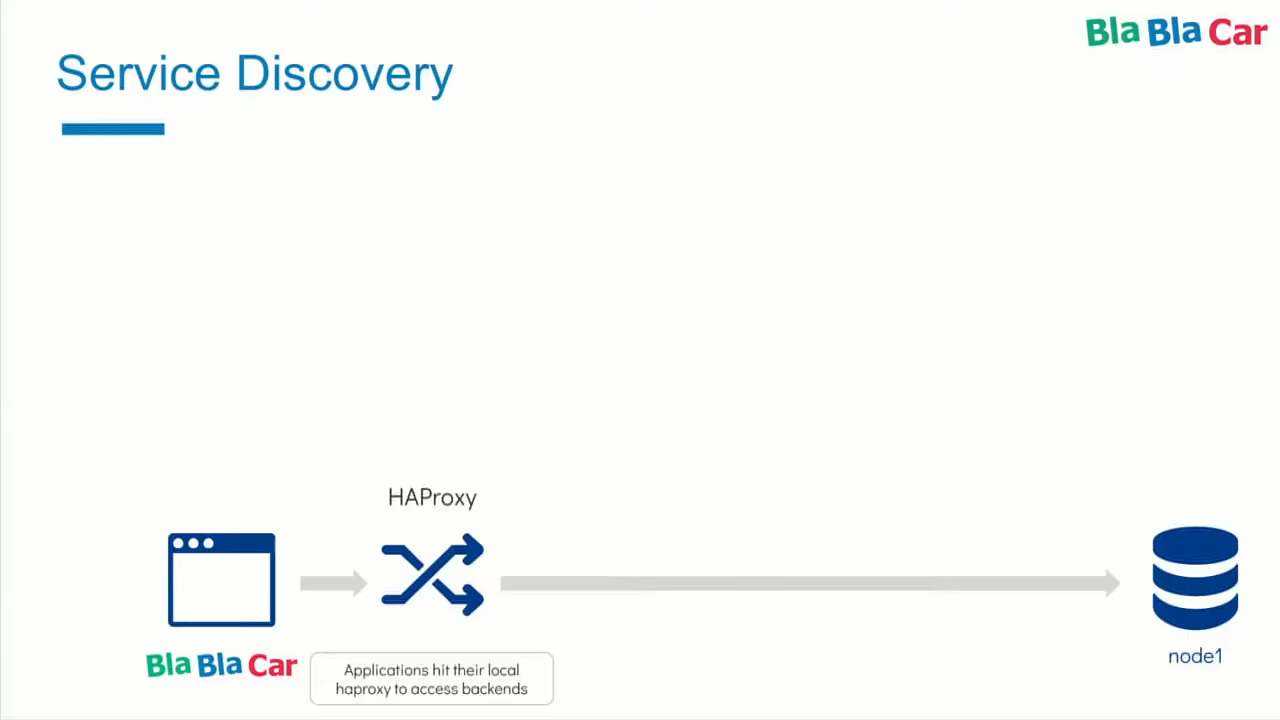 Bla Bla Car
Service Discovery
HAProxy
Bla Bla Car
Applications hit their local
haproxy to access backends
node1